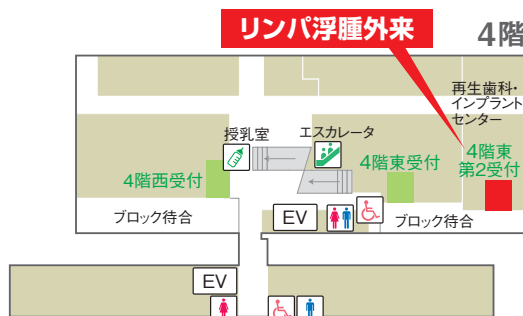 リンパ浮腫外来
4階
再生歯科・
インプラント
センター
授乳室
エスカレータ
4階西受付
4階東受付
4階東
第2受付
ブロック待合
EV
ブロック待合
EV